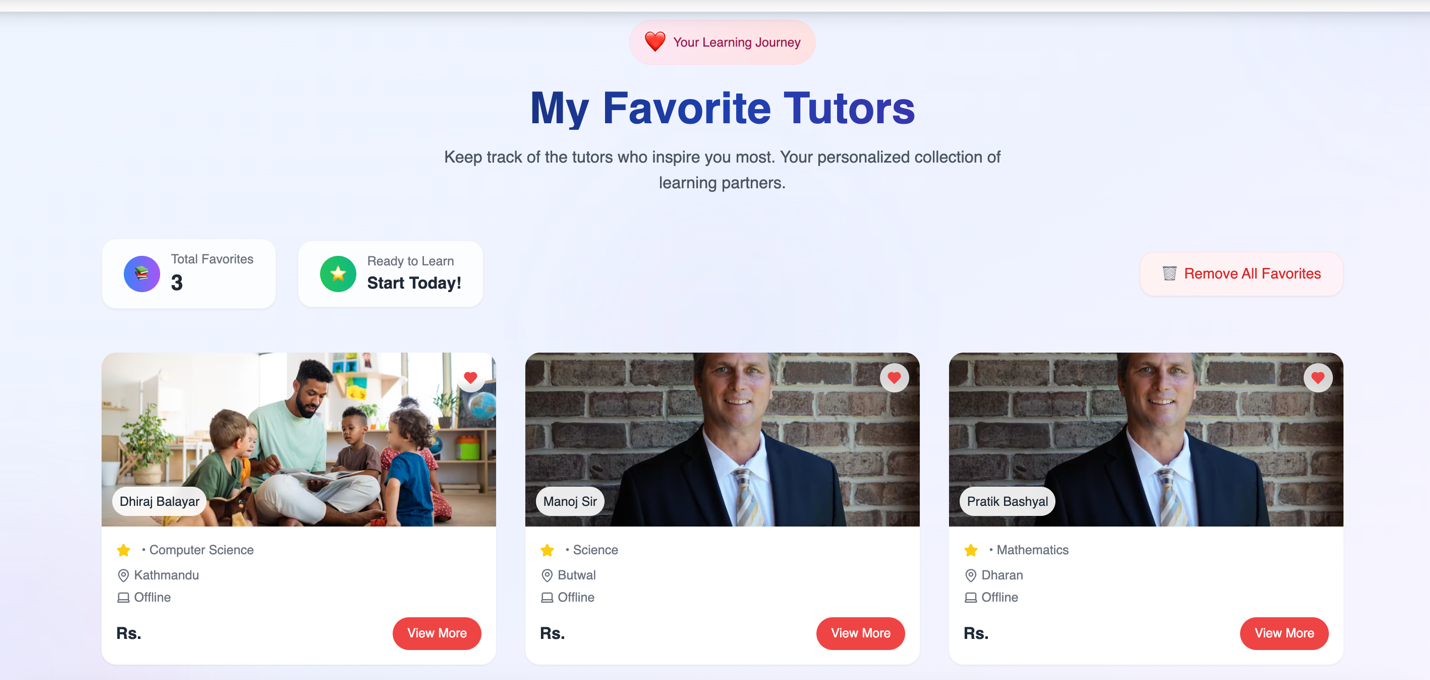 Your Learning Journey
My Favorite Tutors
Keep track of the tutors who inspire you most. Your personalized collection of
learning partners.
Total Favorites
3
Ready to Learn
Start Today!
Remove All Favorites
Dhiraj Balayar
• Computer Science
Kathmandu
Offline
Rs.
View More
Manoj Sir
• Science
Butwal
Offline
Rs.
View More
Pratik Bashyal
• Mathematics
Dharan
Offline
Rs.
View More